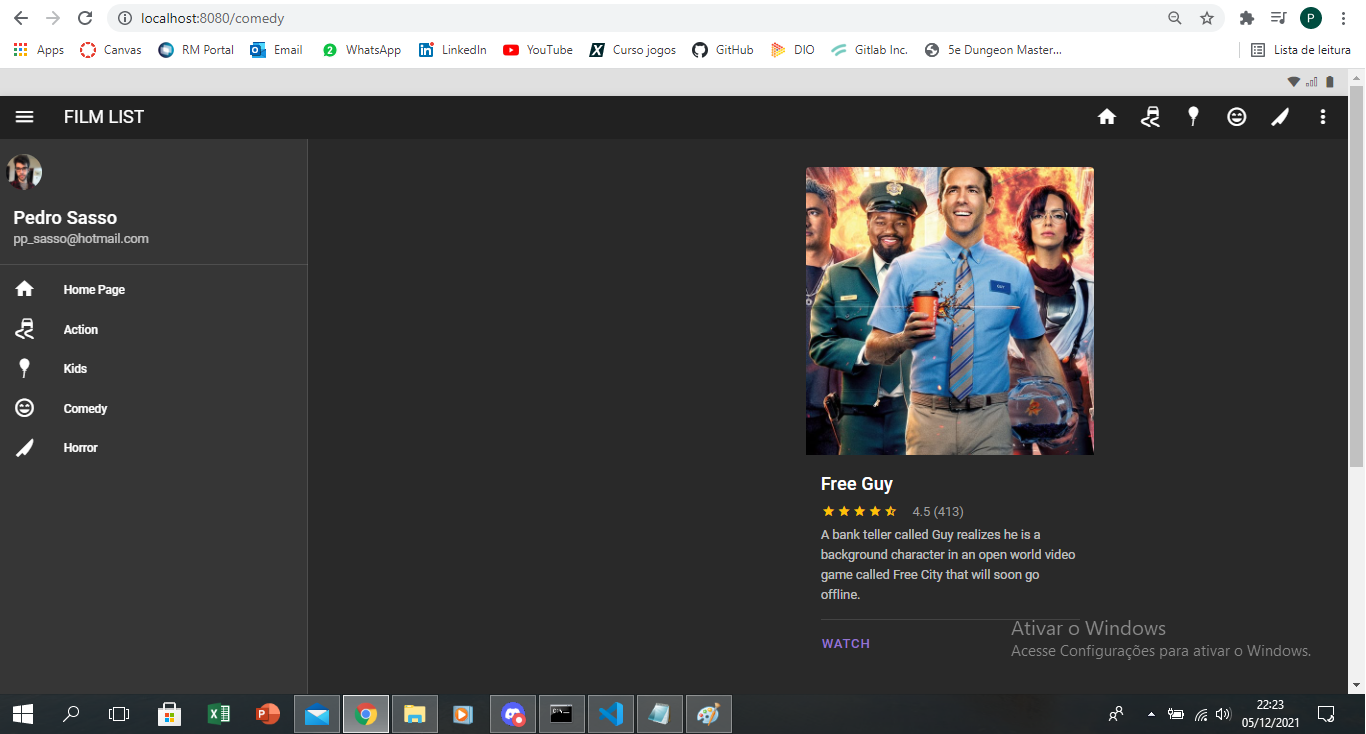 localhost:8080/comedy
P
Apps
Canvas
RM Portal
Email
2
WhatsApp
LinkedIn
YouTube
Curso jogos
GitHub
DIO
Gitlab Inc.
5e Dungeon Master...
Lista de leitura
FILM LIST
Pedro Sasso
pp_sasso@hotmail.com
Home Page
Action
Kids
Comedy
Horror
GUY
Free Guy
4.5 (413)
A bank teller called Guy realizes he is a
background character in an open world video
game called Free City that will soon go
offline.
WATCH
Ativar o Windows
Acesse Configurações para ativar o Windows.
22:23
05/12/2021